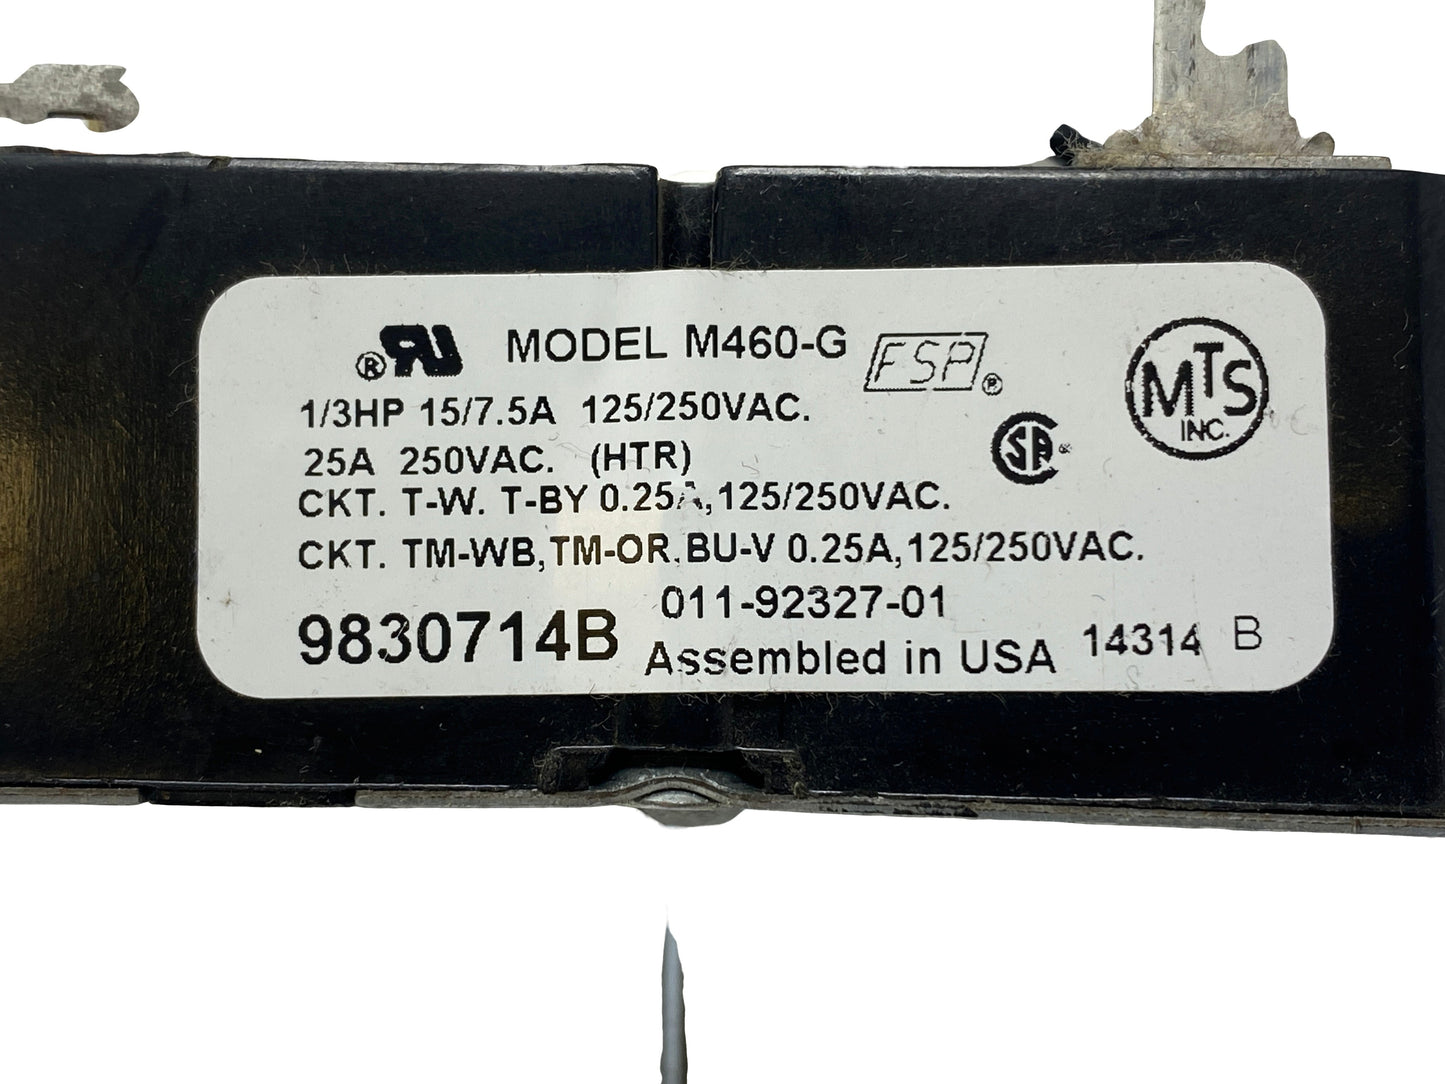 ®RU MODEL M460-G FSP®
MTS
INC.
1/3HP 15/7.5A 125/250VAC.
25A 250VAC. (HTR) SA®
CKT. T-W. T-BY 0.25A,125/250VAC.
CKT. TM-WB,TM-OR.BU-V 0.25A,125/250VAC.
011-92327-01
9830714B Assembled in USA 14314 B